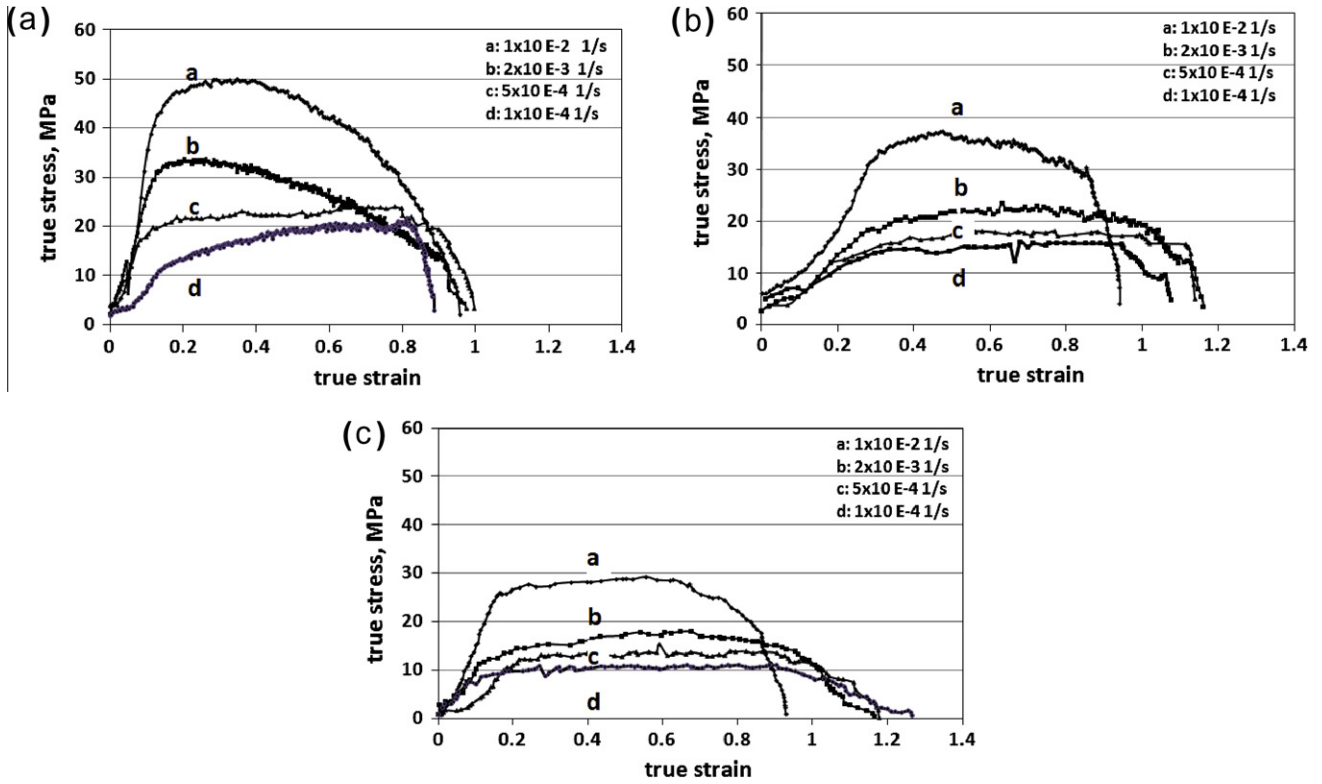 (a)
60
50
40
30
20
10
0
true stress, MPa
a: 1x10 E-2 1/s
b: 2x10 E-3 1/s
c: 5x10 E-4 1/s
d: 1x10 E-4 1/s
a
b
c
d
0 0.2 0.4 0.6 0.8 1 1.2 1.4
true strain
(b)
60
50
40
30
20
10
0
true stress, MPa
a: 1x10 E-2 1/s
b: 2x10 E-3 1/s
c: 5x10 E-4 1/s
d: 1x10 E-4 1/s
a
b
c
d
0 0.2 0.4 0.6 0.8 1 1.2 1.4
true strain
(c)
60
50
40
30
20
10
0
true stress, MPa
a: 1x10 E-2 1/s
b: 2x10 E-3 1/s
c: 5x10 E-4 1/s
d: 1x10 E-4 1/s
a
b
c
d
0 0.2 0.4 0.6 0.8 1 1.2 1.4
true strain